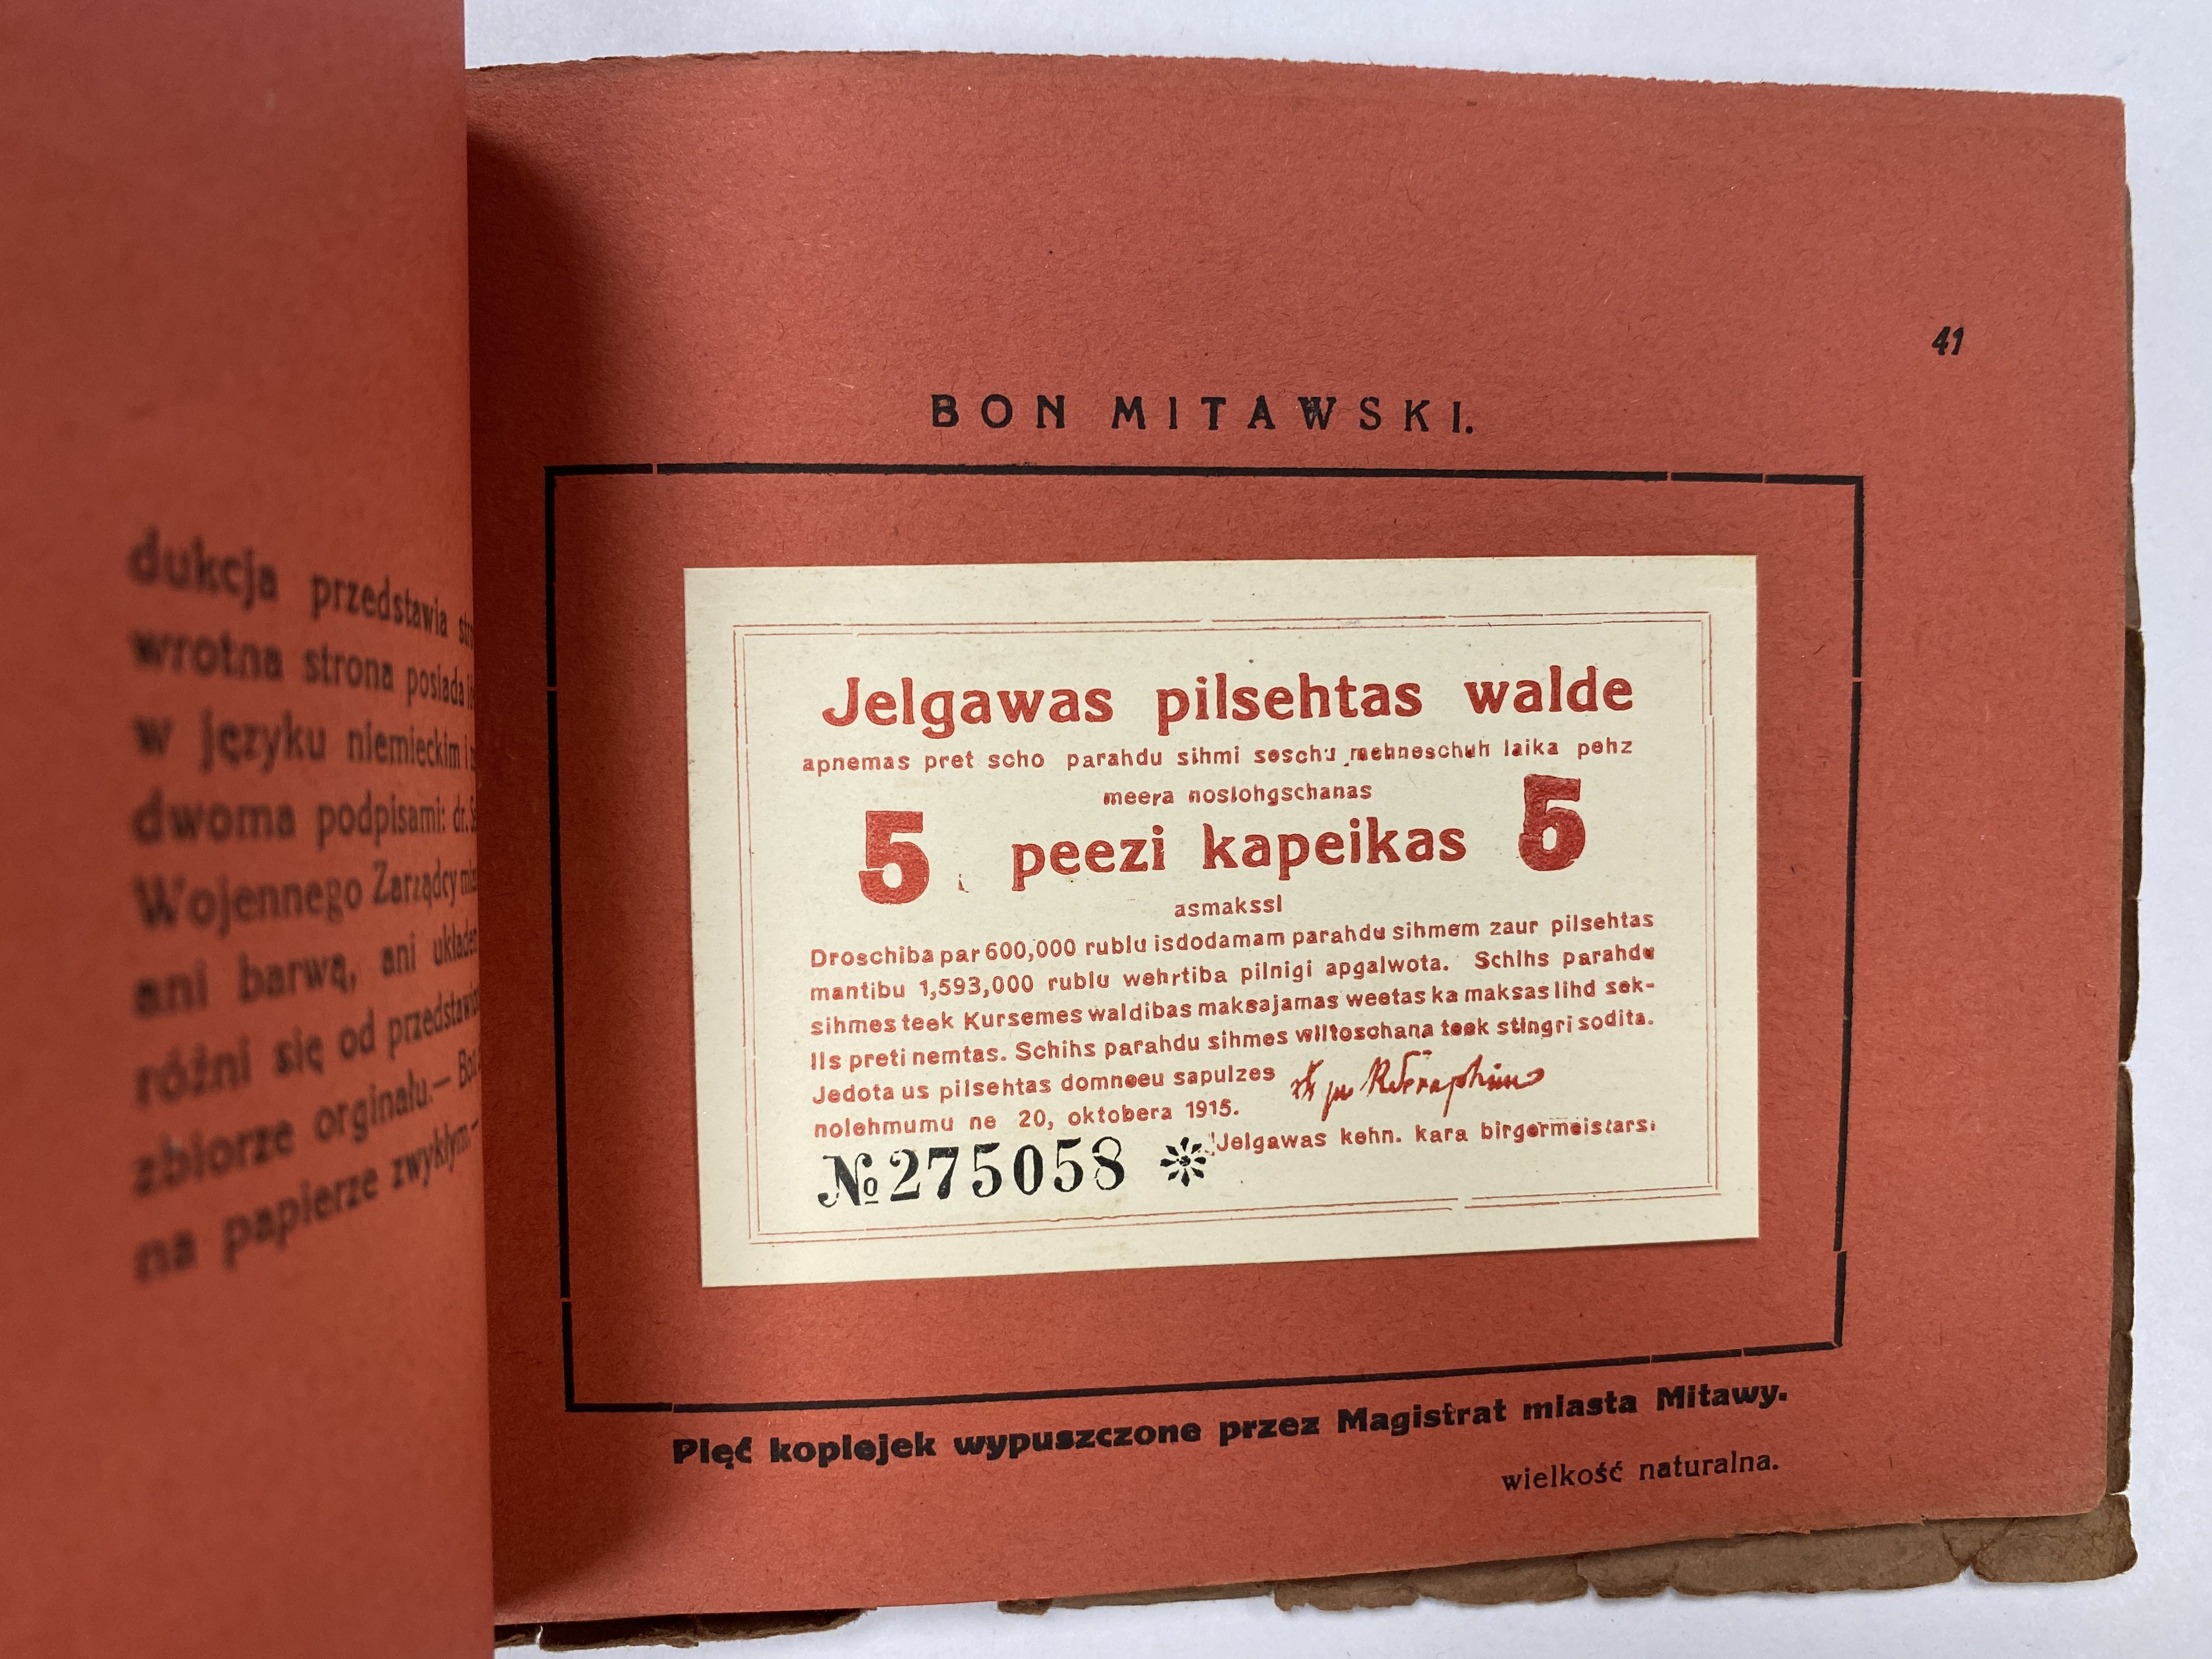 dukcja przedstawia
wrotna strona posiada
w języku niemieckim i
dwoma podpisami: dr.
Wojennego Zarządcy
ani barwą, ani
różni się od
zbiorze orginału.—
na papierze zwykłym.—
41
BON MITAWSKI.
Jelgawas pilsehtas walde
apnemas pret scho parahdu sihmi seschu mehneschuh laika pehz
meera noslohgschanas
5 peezi kapeikas 5
asmakssl
Droschiba par 600,000 rublu isdodamam parahdu sihmem zaur pilsehtas
mantibu 1,593,000 rublu wehrtiba pilnigi apgalwota. Schihs parahdu
sihmes teek Kursemes waldibas maksajamas weetas ka maksas lihd sek-
lls preti nemtas. Schihs parahdu sihmes wiltoschana teek stingri sodita.
Jedota us pilsehtas domneeu sapulzes
nolehmumu ne 20, oktobera 1915.
Jelgawas kehn. kara birgermeistars.
№ 275058
Pięć kopiejek wypuszczone przez Magistrat miasta Mitawy.
wielkość naturalna.